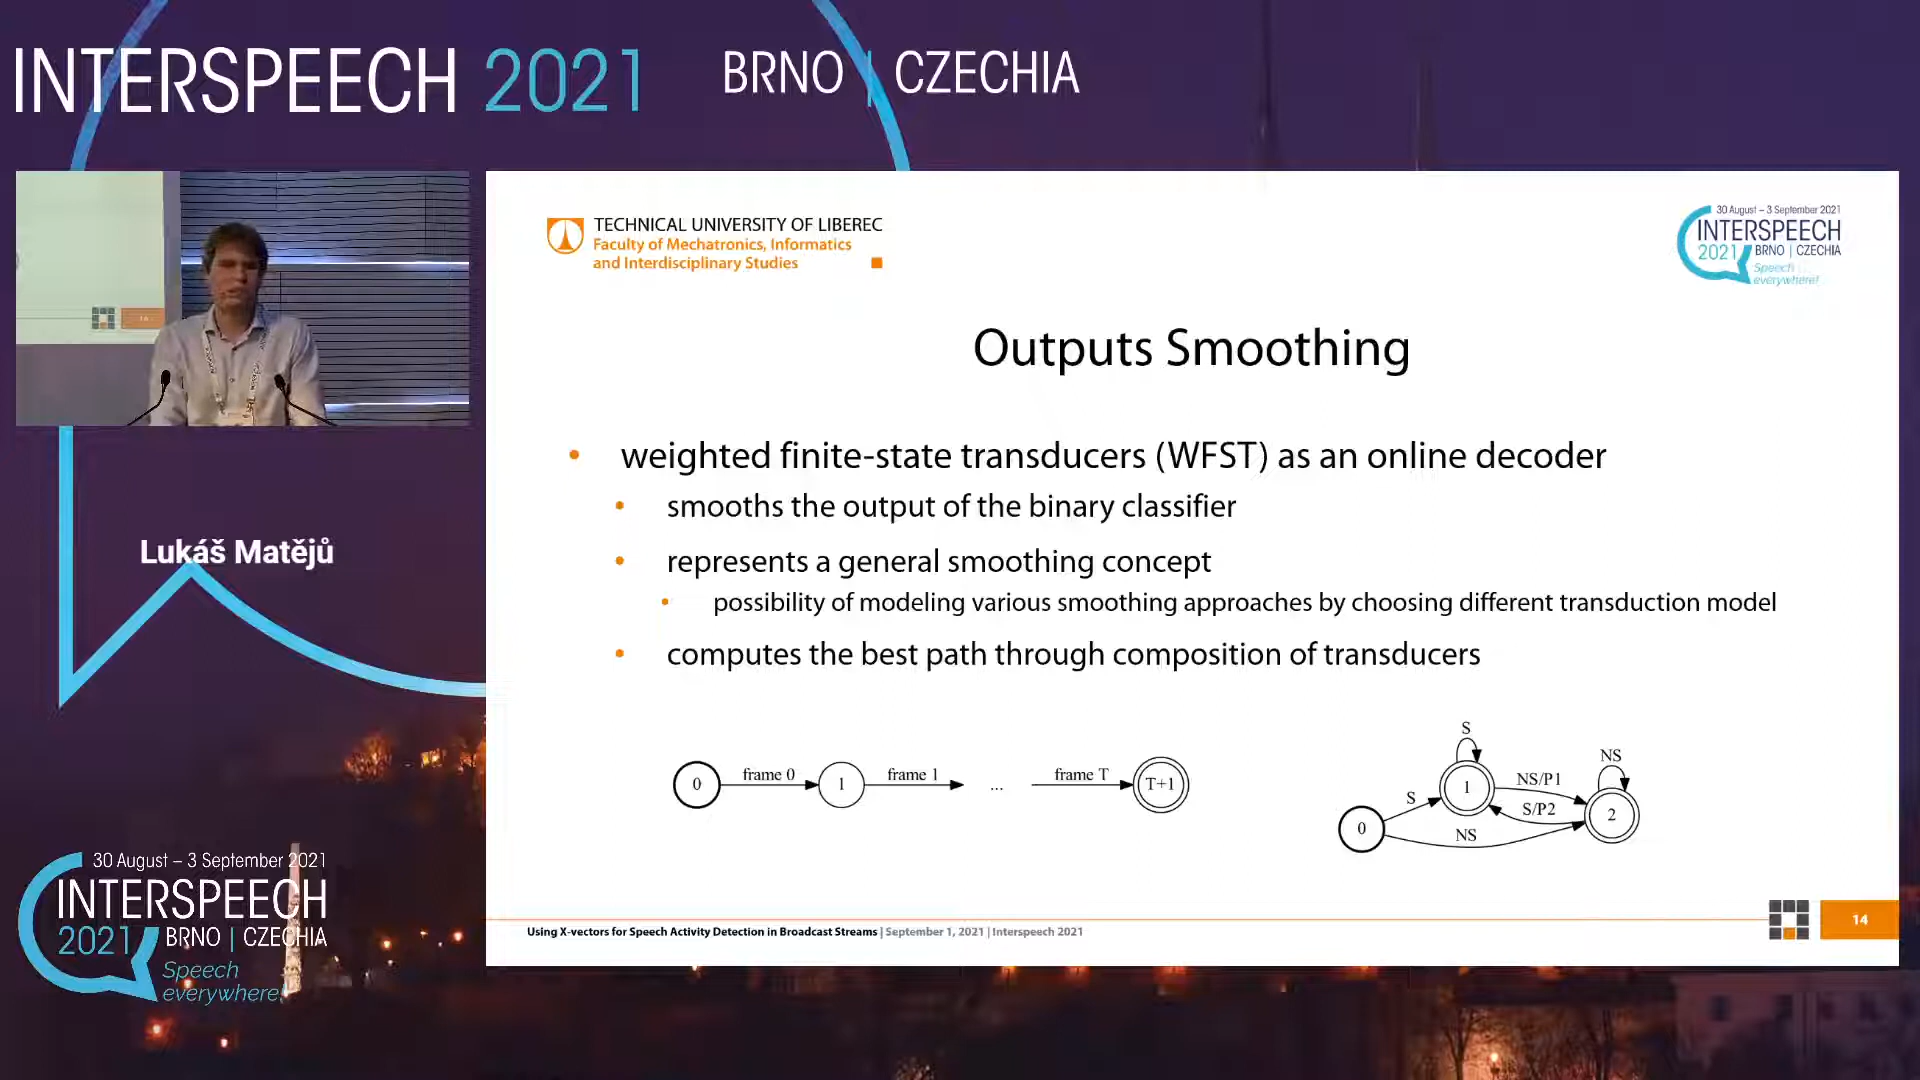 INTERSPEECH 2021 BRNO | CZECHIA
TECHNICAL UNIVERSITY OF LIBEREC
Faculty of Mechatronics, Informatics
and Interdisciplinary Studies
30 August – 3 September 2021
INTERSPEECH
2021 BRNO | CZECHIA
Speech
everywhere!
Outputs Smoothing
• weighted finite-state transducers (WFST) as an online decoder
• smooths the output of the binary classifier
• represents a general smoothing concept
• possibility of modeling various smoothing approaches by choosing different transduction model
• computes the best path through composition of transducers
0 frame 0 1 frame 1 ... frame T T+1
S
NS
1 NS/P1
S
S/P2 2
0
NS
Using X-vectors for Speech Activity Detection in Broadcast Streams | September 1, 2021 | Interspeech 2021
14
Lukáš Matějů
30 August – 3 September 2021
INTERSPEECH
2021 BRNO | CZECHIA
Speech
everywhere!